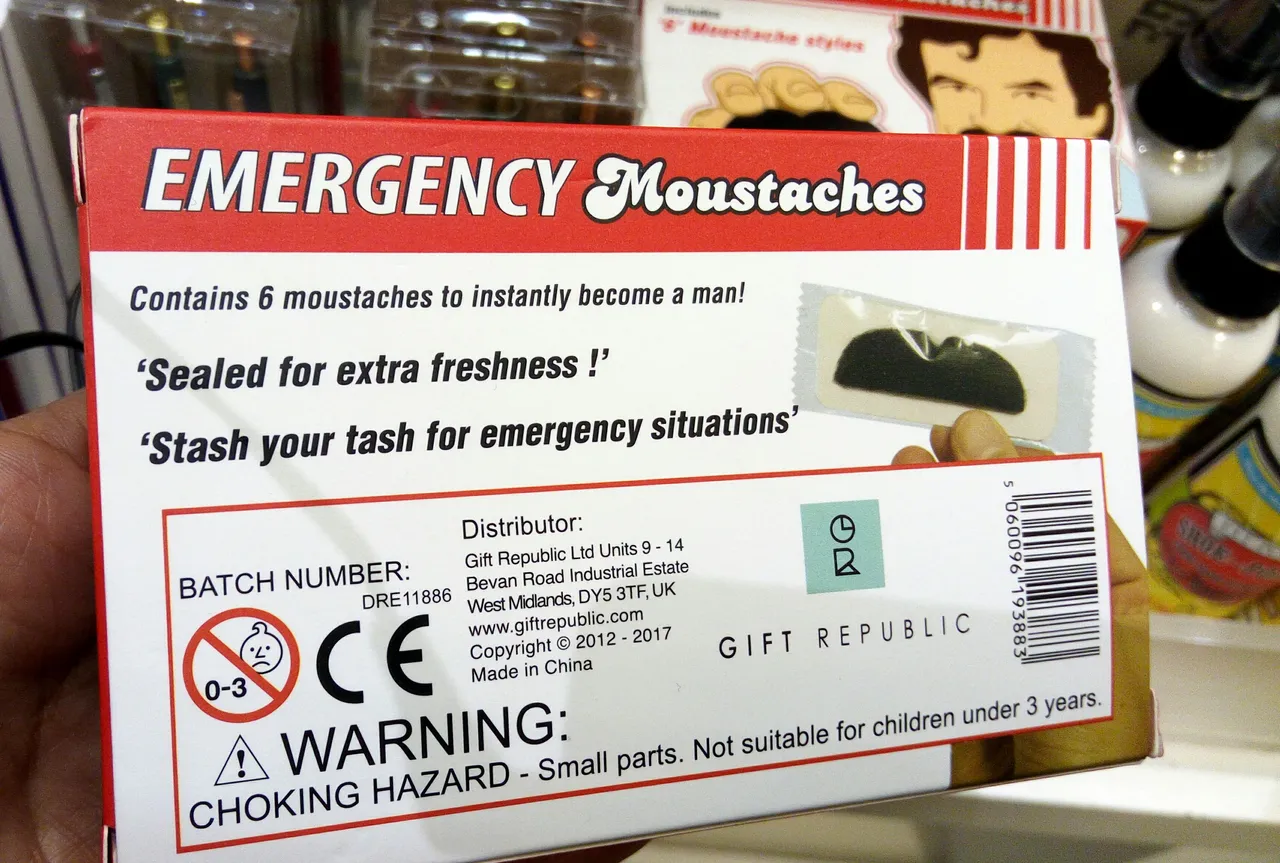 Includes
'6' Moustache styles
Moustaches
EMERGENCY Moustaches
Contains 6 moustaches to instantly become a man!
'Sealed for extra freshness !'
'Stash your tash for emergency situations'
BATCH NUMBER:
DRE11886
0-3
CE
Distributor:
Gift Republic Ltd Units 9 - 14
Bevan Road Industrial Estate
West Midlands, DY5 3TF, UK
www.giftrepublic.com
Copyright © 2012 - 2017
Made in China
GIFT REPUBLIC
5 060096 193883
WARNING:
CHOKING HAZARD - Small parts. Not suitable for children under 3 years.